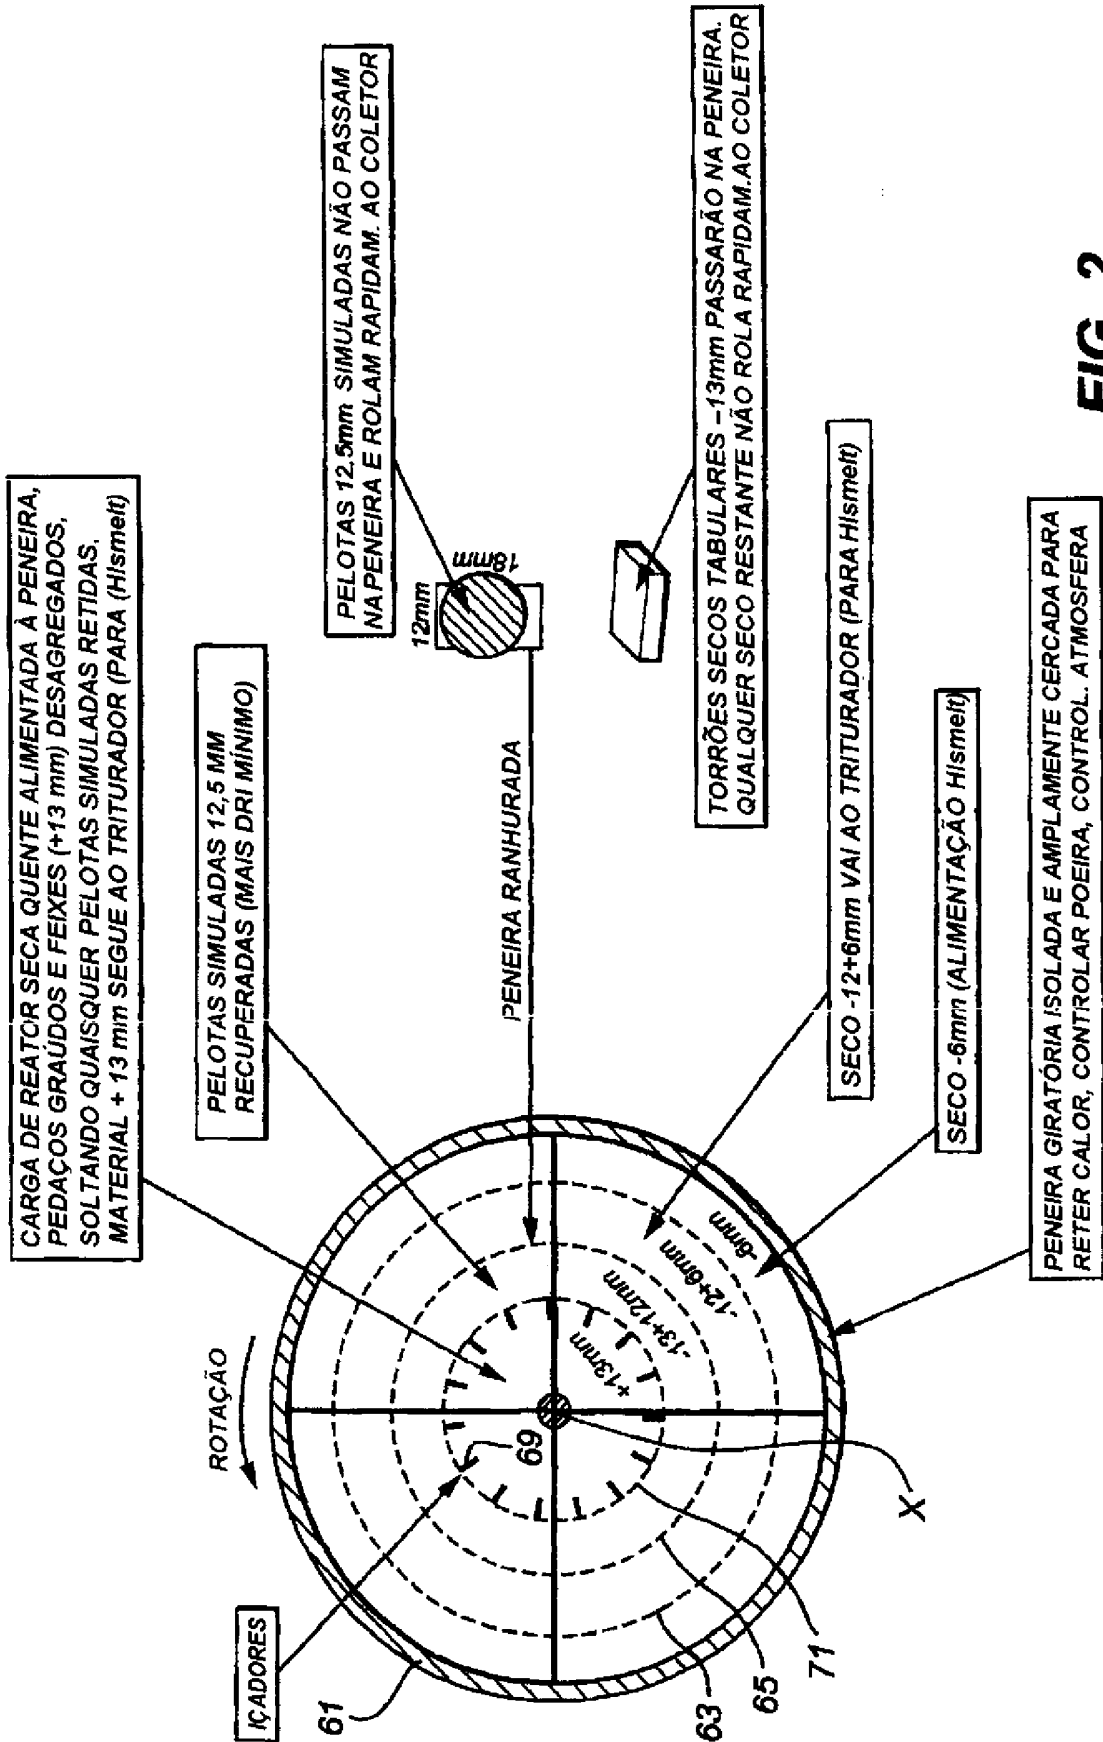 CARGA DE REATOR SECA QUENTE ALIMENTADA À PENEIRA,
PEDAÇOS GRAÚDOS E FEIXES (+13 mm) DESAGREGADOS,
SOLTANDO QUAISQUER PELOTAS SIMULADAS RETIDAS.
MATERIAL + 13 mm SEGUE AO TRITURADOR (PARA (HIsmelt)
PELOTAS SIMULADAS 12,5 MM
RECUPERADAS (MAIS DRI MÍNIMO)
PELOTAS 12,5mm SIMULADAS NÃO PASSAM
NA PENEIRA E ROLAM RAPIDAM. AO COLETOR
ROTAÇÃO
IÇADORES
61
PENEIRA RANHURADA
12mm
18mm
69
+13mm
-13+12mm
-12+6mm
-6mm
TORRÕES SECOS TABULARES -13mm PASSARÃO NA PENEIRA.
QUALQUER SECO RESTANTE NÃO ROLA RAPIDAM.AO COLETOR
63
65
71
X
SECO -12+6mm VAI AO TRITURADOR (PARA HIsmelt)
SECO -6mm (ALIMENTAÇÃO HIsmelt)
PENEIRA GIRATÓRIA ISOLADA E AMPLAMENTE CERCADA PARA
RETER CALOR, CONTROLAR POEIRA, CONTROL. ATMOSFERA
FIG. 2